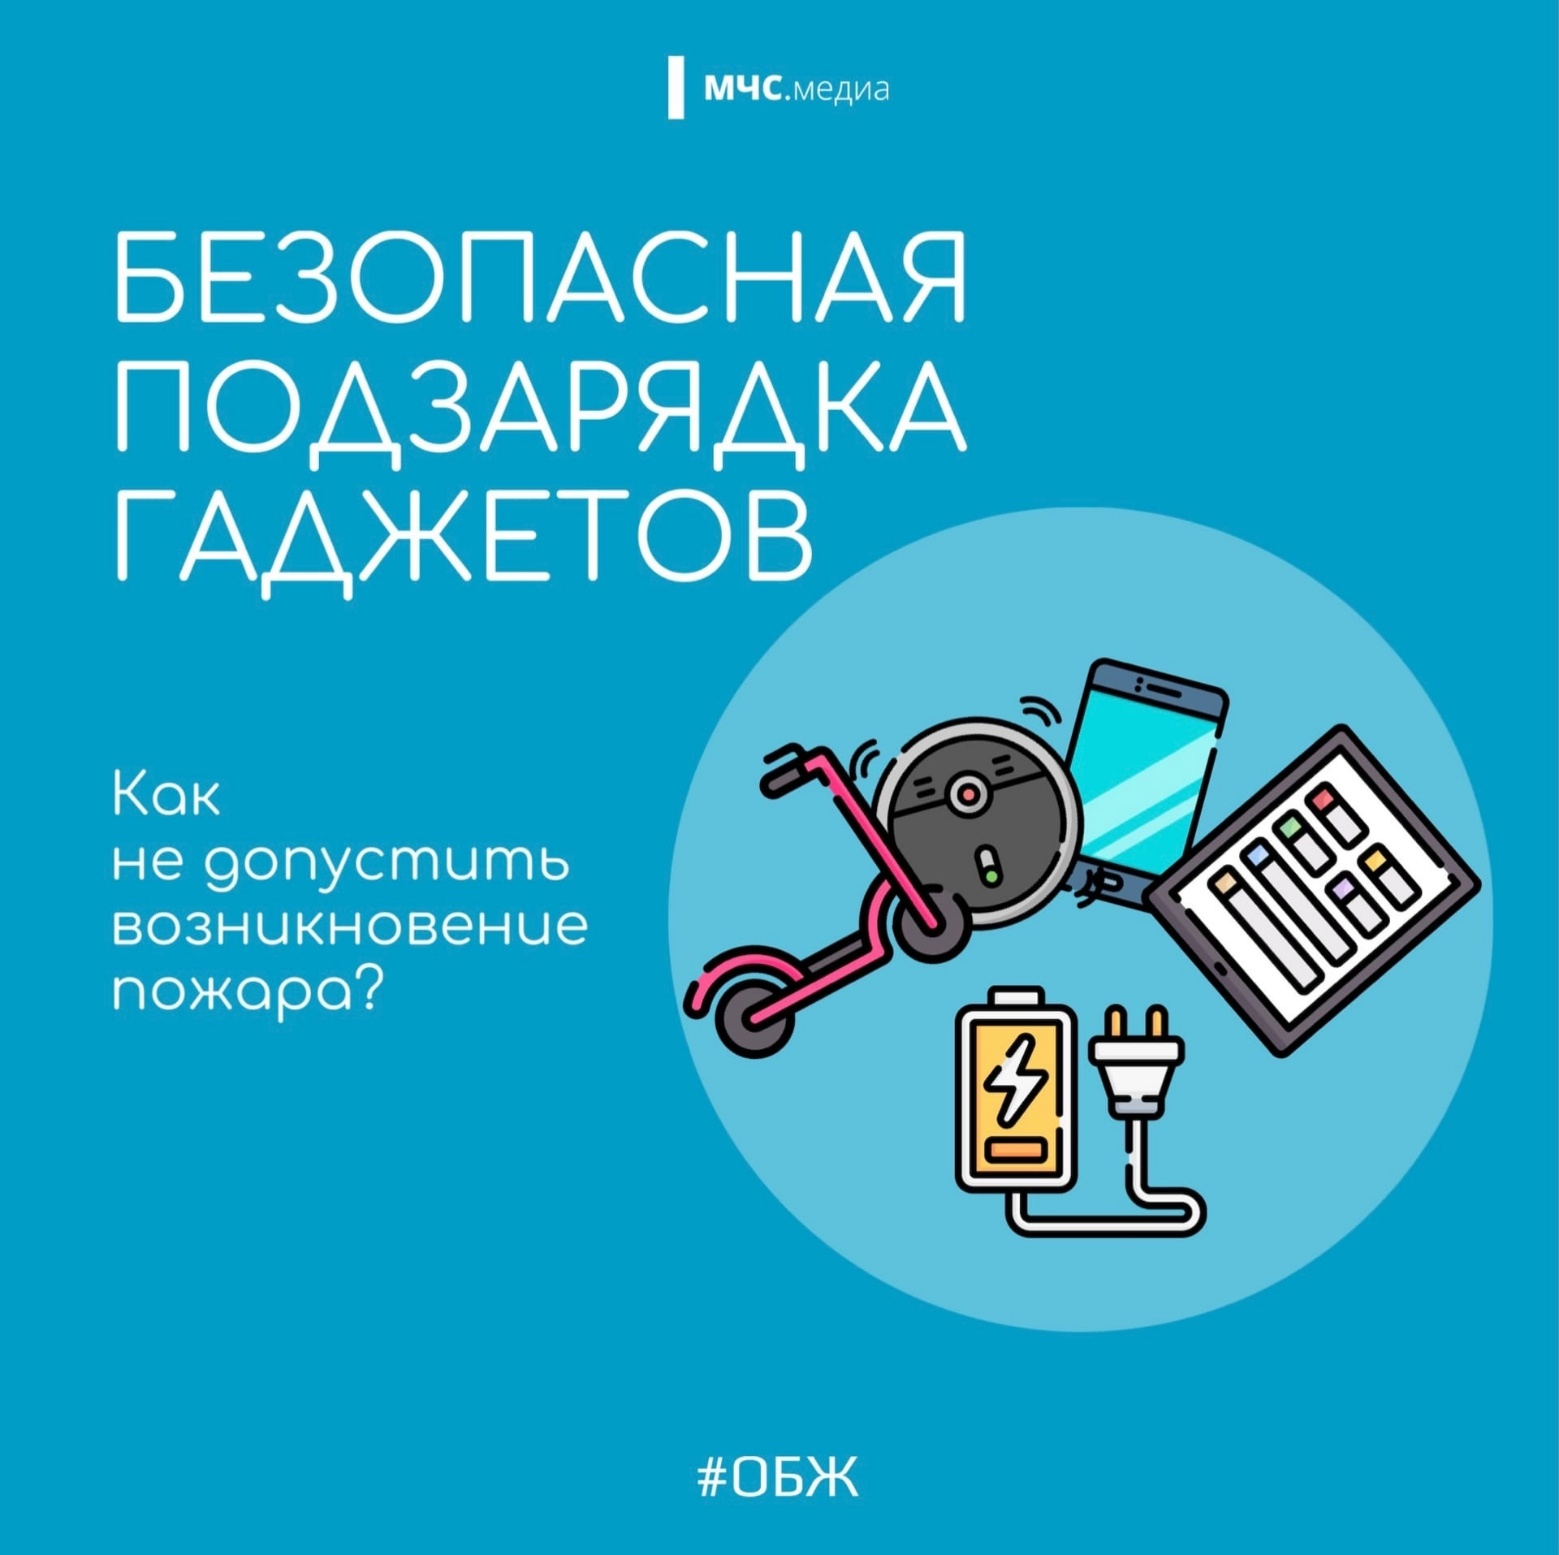 МЧС.медиа
БЕЗОПАСНАЯ
ПОДЗАРЯДКА
ГАДЖЕТОВ
Как
не допустить
возникновение
пожара?
#ОБЖ